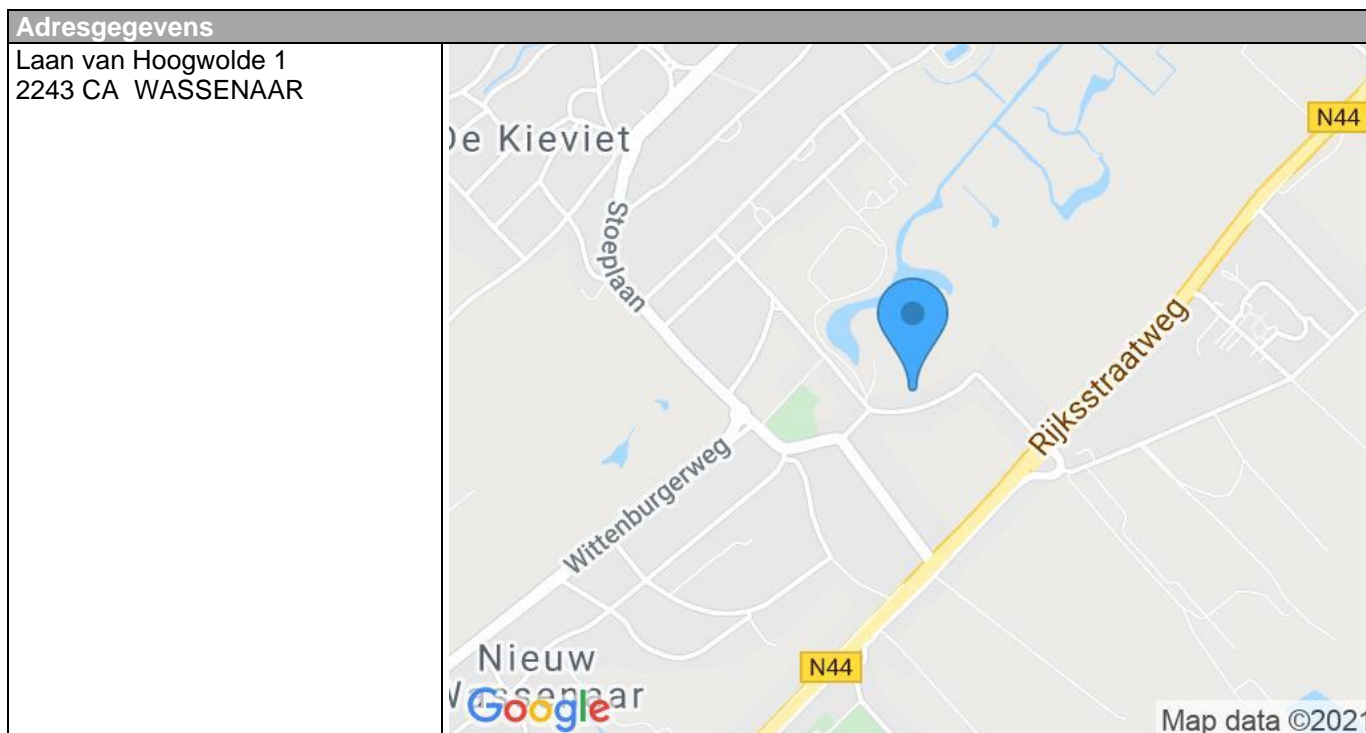 Adresgegevens
Laan van Hoogwolde 1
2243 CA WASSENAAR
N44
De Kieviet
Stoeplaan
Rijksstraatweg
Wittenburgerweg
Nieuw
Wassenaar
N44
Google
Map data ©2021